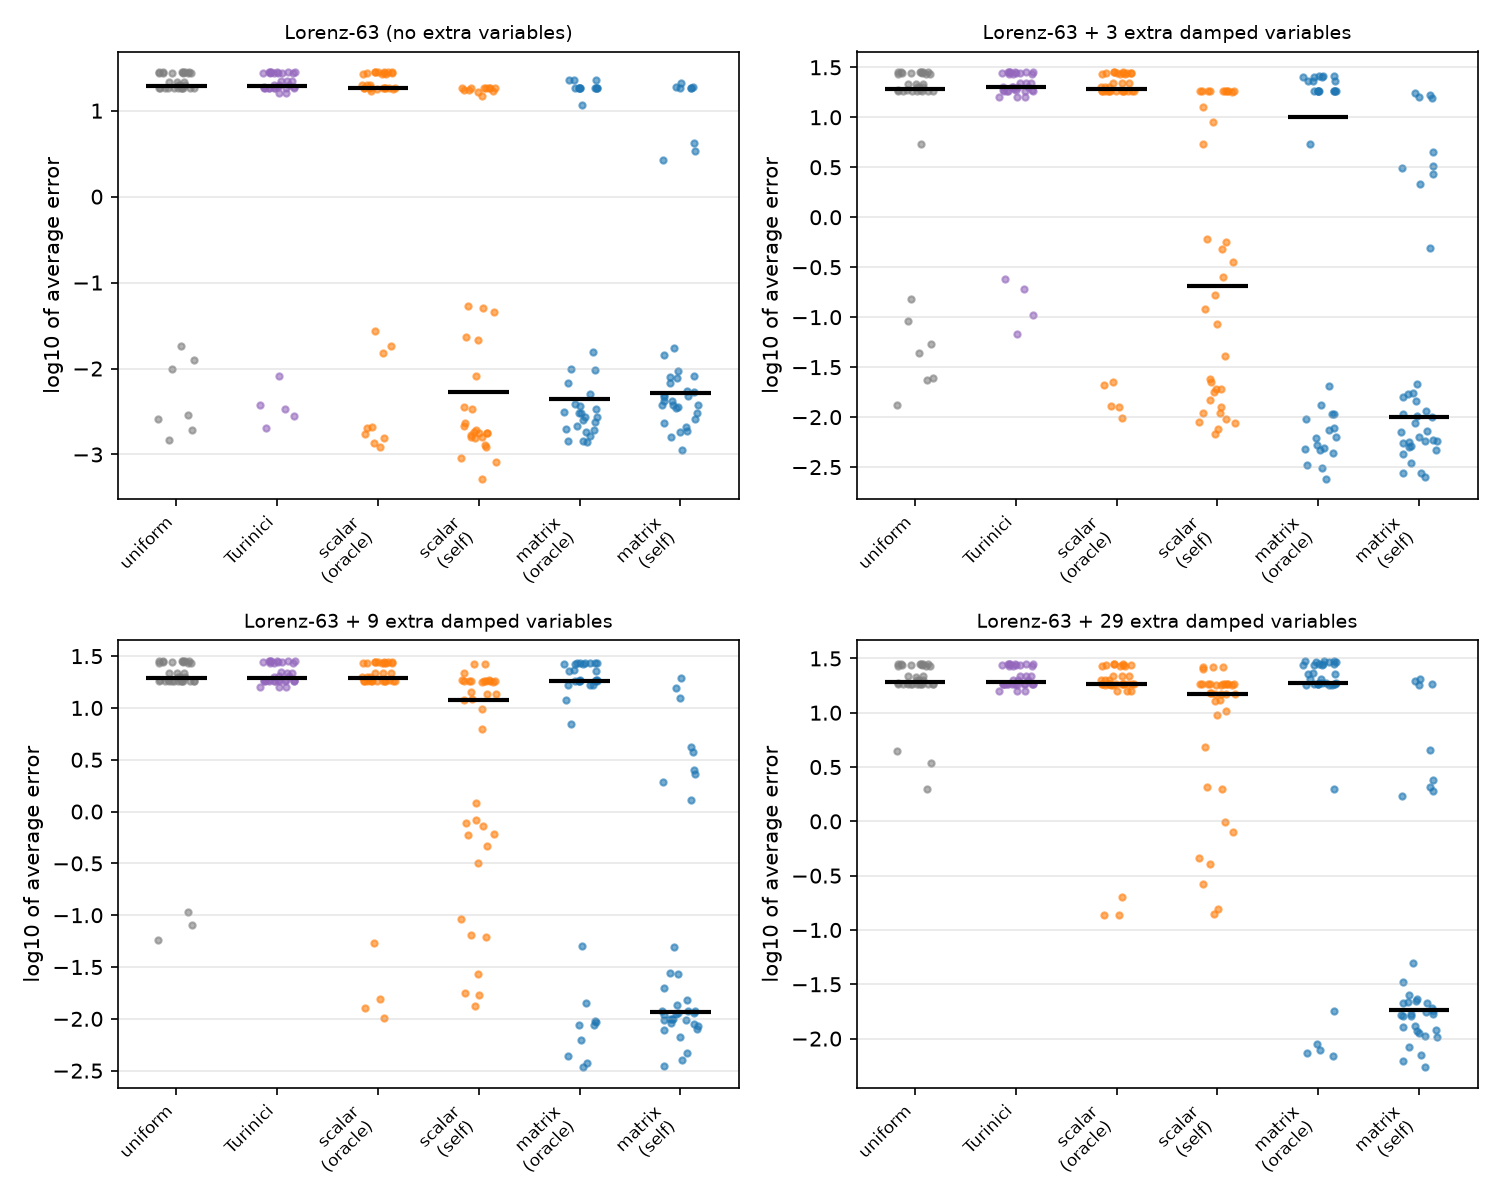 Lorenz-63 (no extra variables)
log10 of average error
1
0
−1
−2
−3
uniform
Turinici
scalar
(oracle)
scalar
(self)
matrix
(oracle)
matrix
(self)
Lorenz-63 + 3 extra damped variables
log10 of average error
1.5
1.0
0.5
0.0
−0.5
−1.0
−1.5
−2.0
−2.5
uniform
Turinici
scalar
(oracle)
scalar
(self)
matrix
(oracle)
matrix
(self)
Lorenz-63 + 9 extra damped variables
log10 of average error
1.5
1.0
0.5
0.0
−0.5
−1.0
−1.5
−2.0
−2.5
uniform
Turinici
scalar
(oracle)
scalar
(self)
matrix
(oracle)
matrix
(self)
Lorenz-63 + 29 extra damped variables
log10 of average error
1.5
1.0
0.5
0.0
−0.5
−1.0
−1.5
−2.0
uniform
Turinici
scalar
(oracle)
scalar
(self)
matrix
(oracle)
matrix
(self)